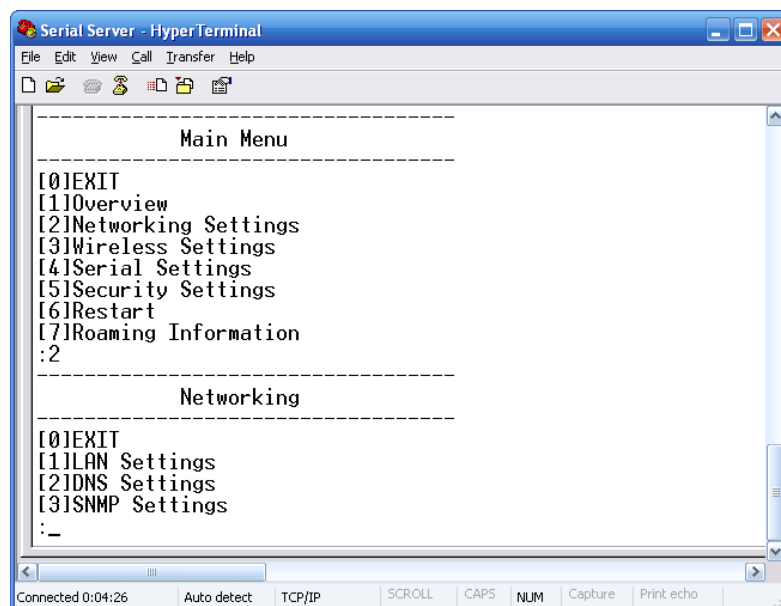 Serial Server - HyperTerminal
File Edit View Call Transfer Help
-----------------------------------
Main Menu
-----------------------------------
[0]EXIT
[1]Overview
[2]Networking Settings
[3]Wireless Settings
[4]Serial Settings
[5]Security Settings
[6]Restart
[7]Roaming Information
:2
-----------------------------------
Networking
-----------------------------------
[0]EXIT
[1]LAN Settings
[2]DNS Settings
[3]SNMP Settings
:_
Connected 0:04:26 Auto detect TCP/IP SCROLL CAPS NUM Capture Print echo